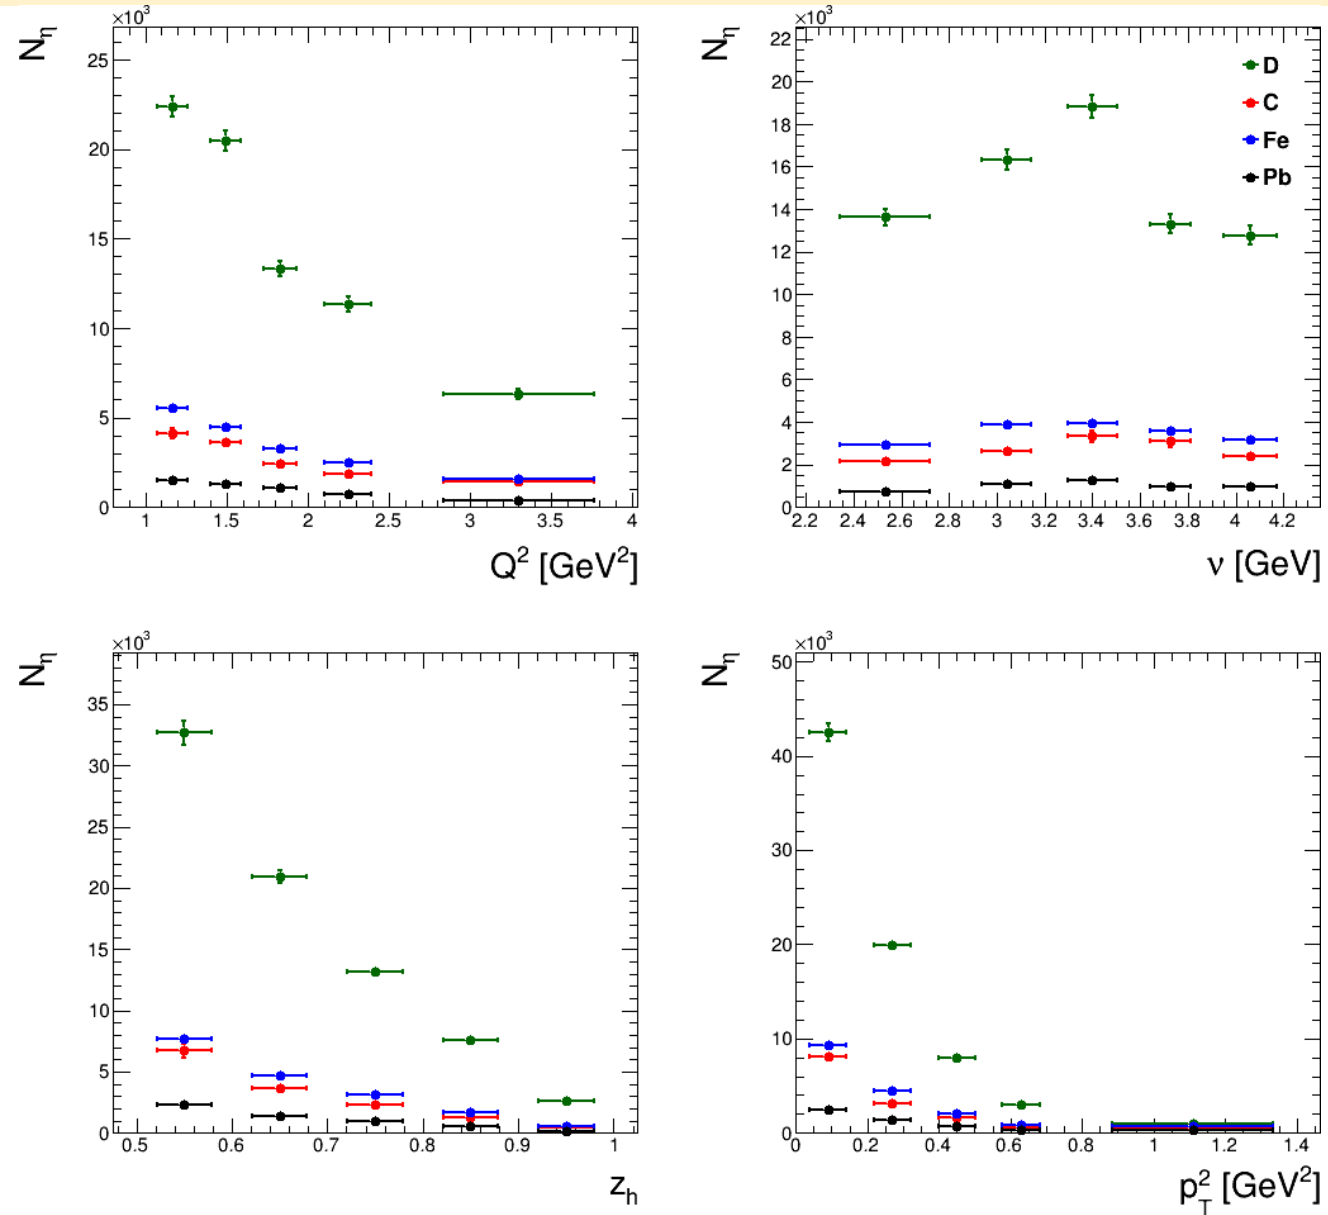 ×10³
N_η
25
20
15
10
5
0
1 1.5 2 2.5 3 3.5 4
Q² [GeV²]
×10³
N_η
22
20
18
16
14
12
10
8
6
4
2
0
2.2 2.4 2.6 2.8 3 3.2 3.4 3.6 3.8 4 4.2
ν [GeV]
D
C
Fe
Pb
×10³
N_η
35
30
25
20
15
10
5
0
0.5 0.6 0.7 0.8 0.9 1
z_h
×10³
N_η
50
40
30
20
10
0
0 0.2 0.4 0.6 0.8 1 1.2 1.4
p_T² [GeV²]